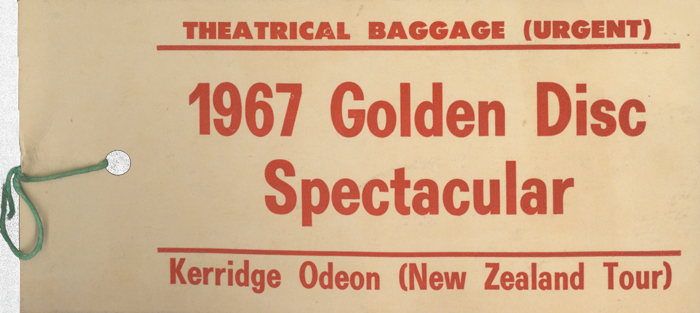 THEATRICAL BAGGAGE (URGENT)
1967 Golden Disc
Spectacular
Kerridge Odeon (New Zealand Tour)